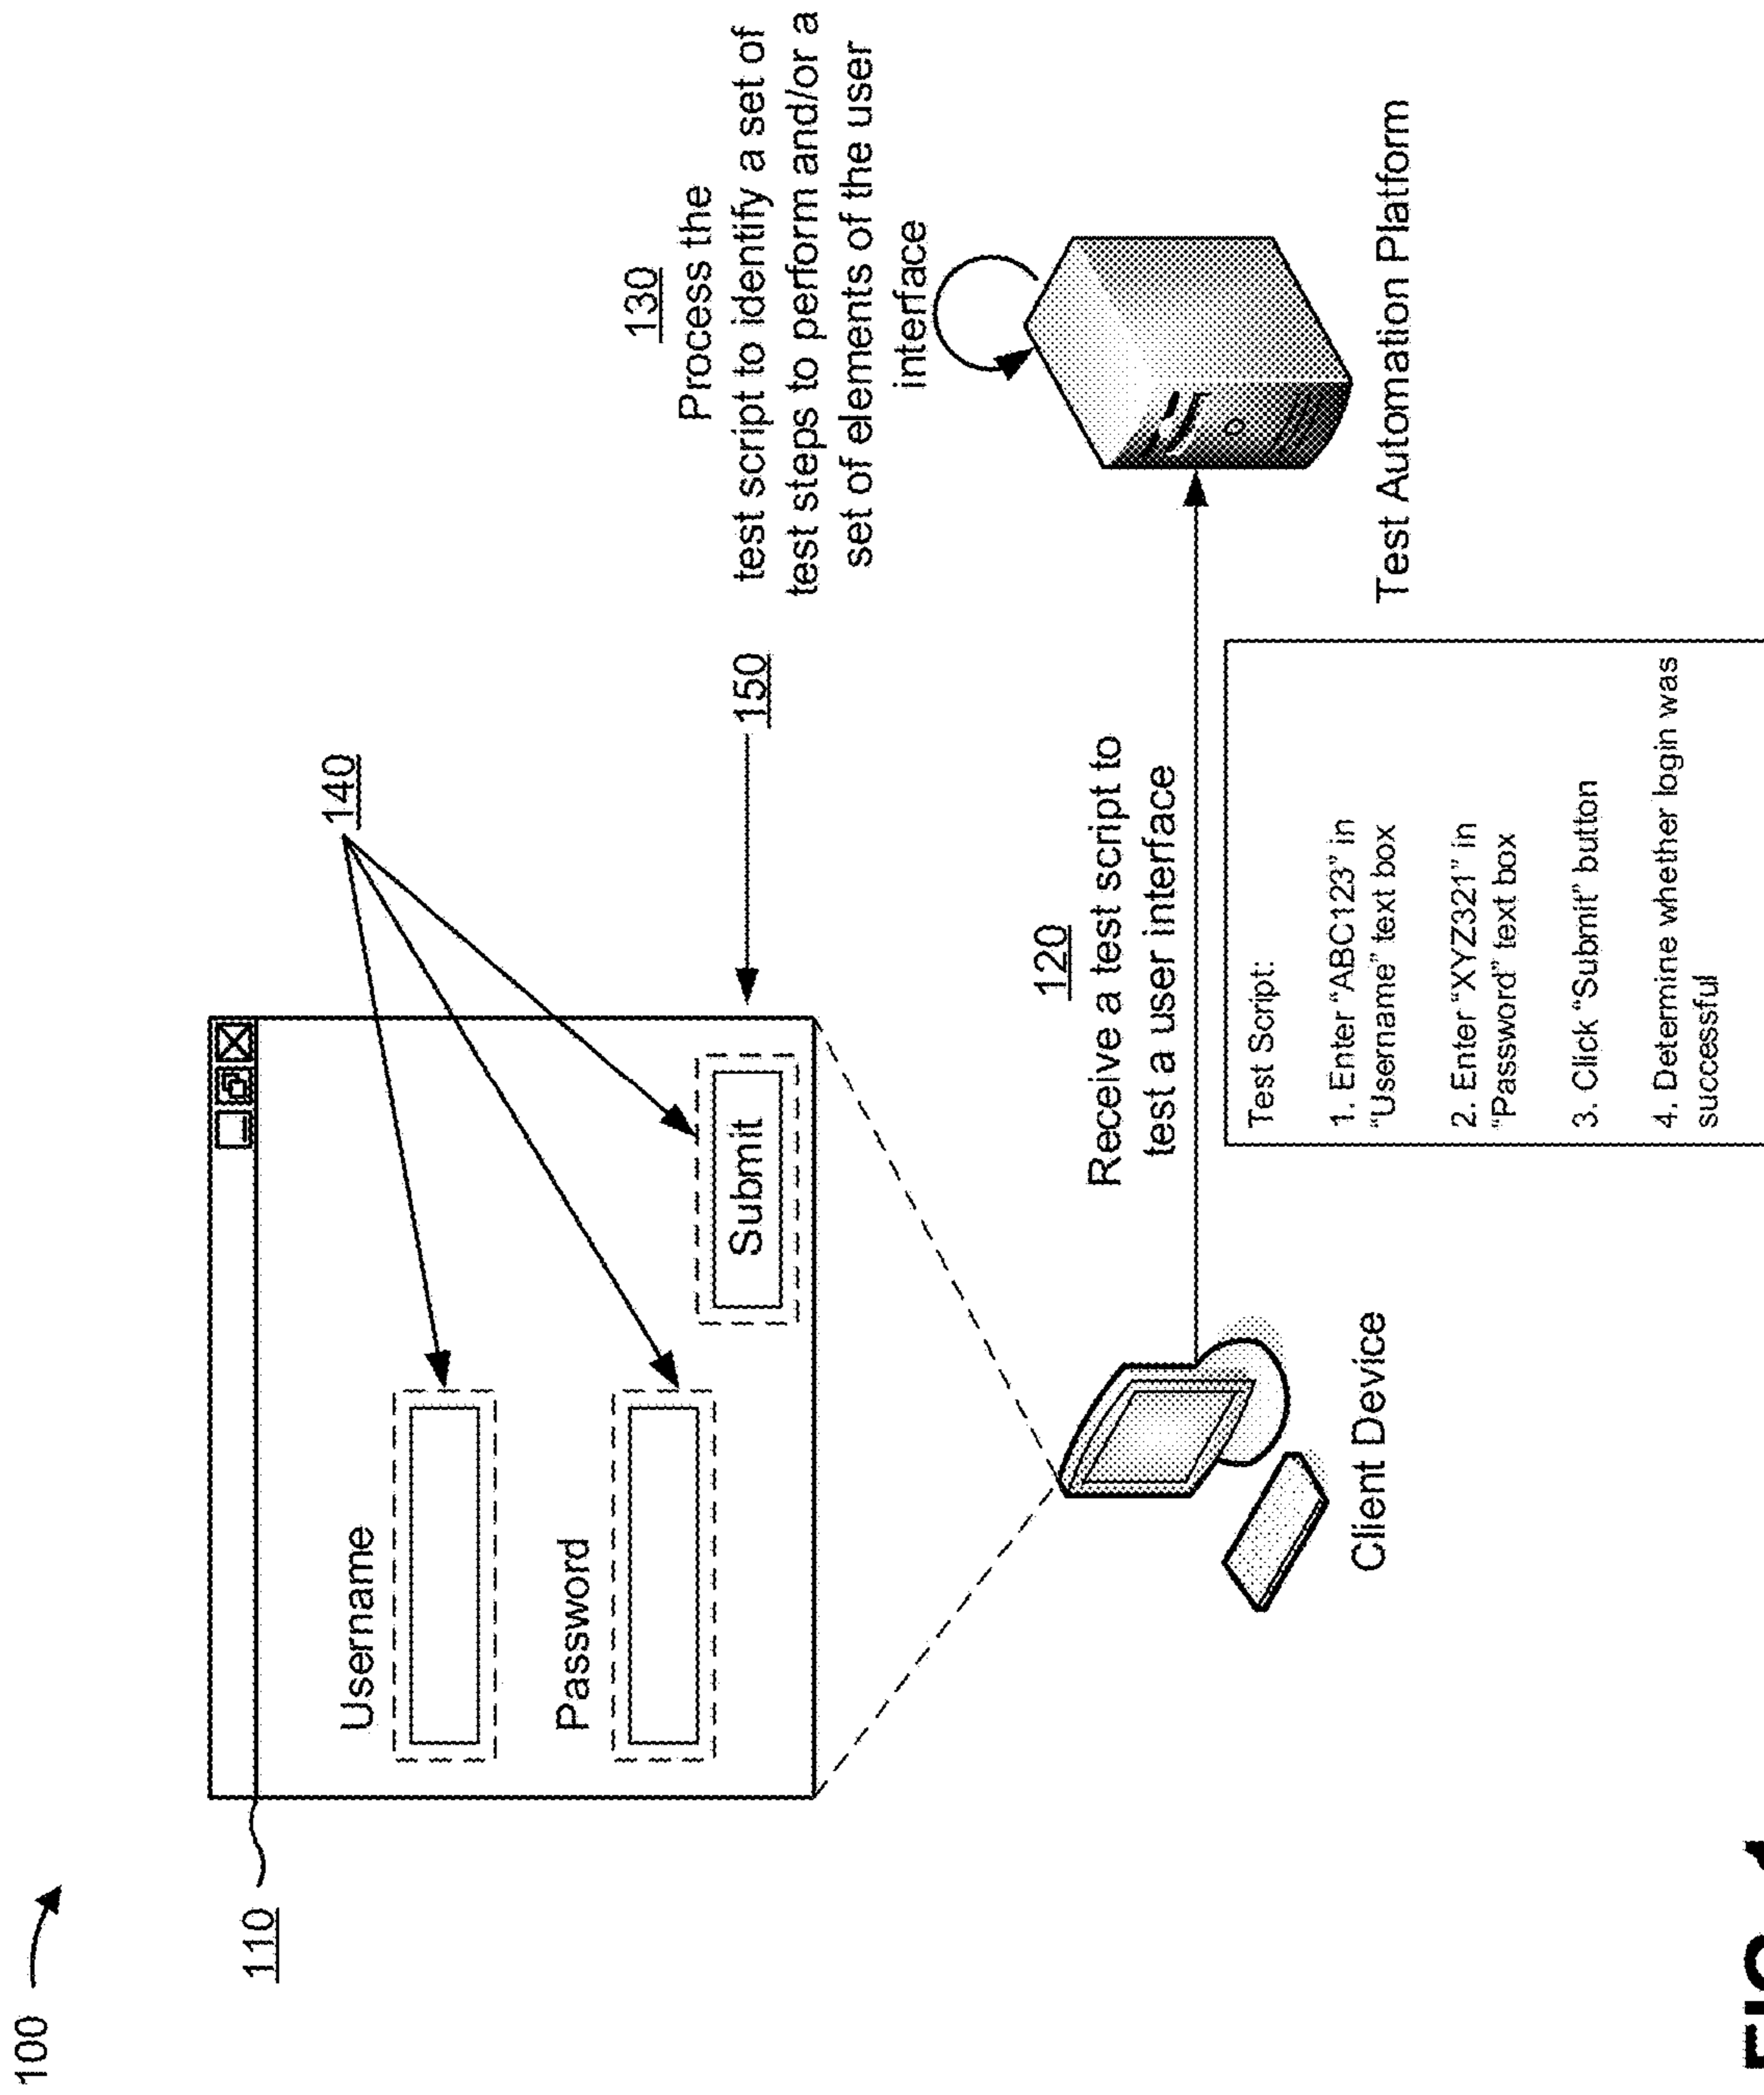 100
110
Username
Password
Submit
140
150
130
Process the
test script to identify a set of
test steps to perform and/or a
set of elements of the user
interface
120
Receive a test script to
test a user interface
Client Device
Test Automation Platform
Test Script:
1. Enter “ABC123” in
“Username” text box
2. Enter “XYZ321” in
“Password” text box
3. Click “Submit” button
4. Determine whether login was
successful